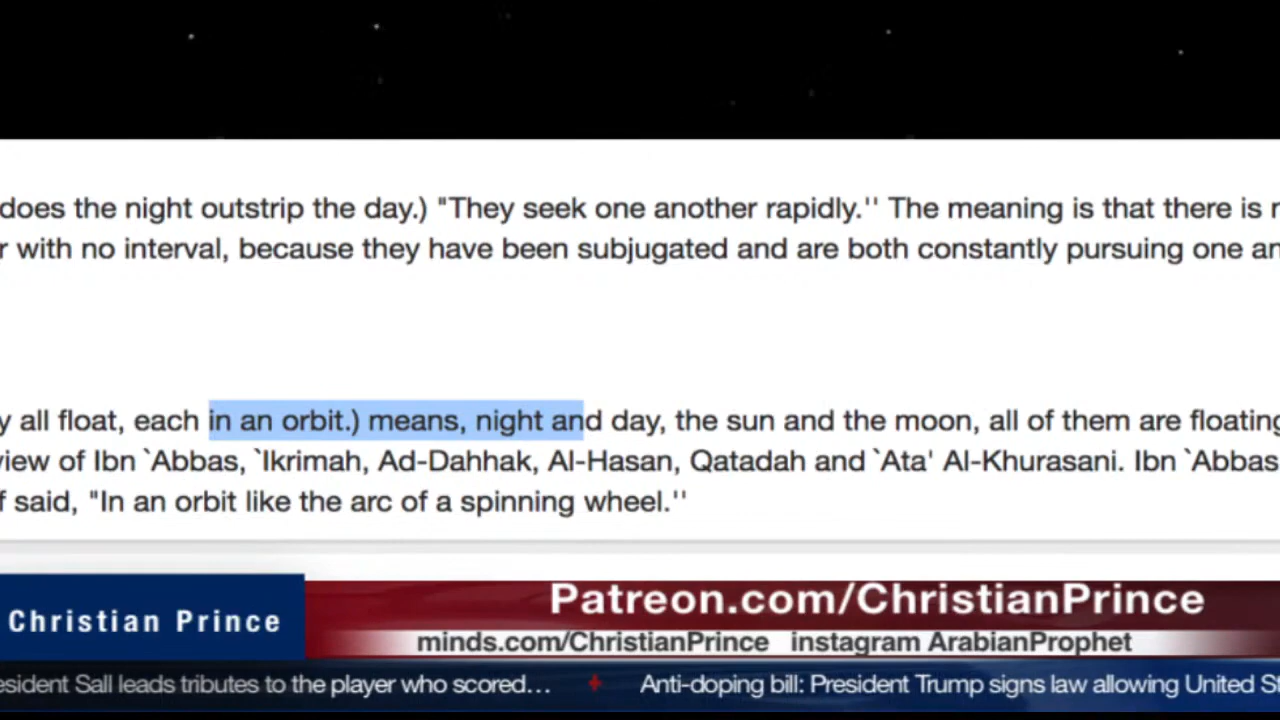 does the night outstrip the day.) "They seek one another rapidly.'' The meaning is that there is
r with no interval, because they have been subjugated and are both constantly pursuing one an
y all float, each in an orbit.) means, night and day, the sun and the moon, all of them are floating
view of Ibn `Abbas, `Ikrimah, Ad-Dahhak, Al-Hasan, Qatadah and `Ata' Al-Khurasani. Ibn `Abbas
f said, "In an orbit like the arc of a spinning wheel.''
Christian Prince
Patreon.com/ChristianPrince
minds.com/ChristianPrince instagram ArabianProphet
esident Sall leads tributes to the player who scored... + Anti-doping bill: President Trump signs law allowing United St